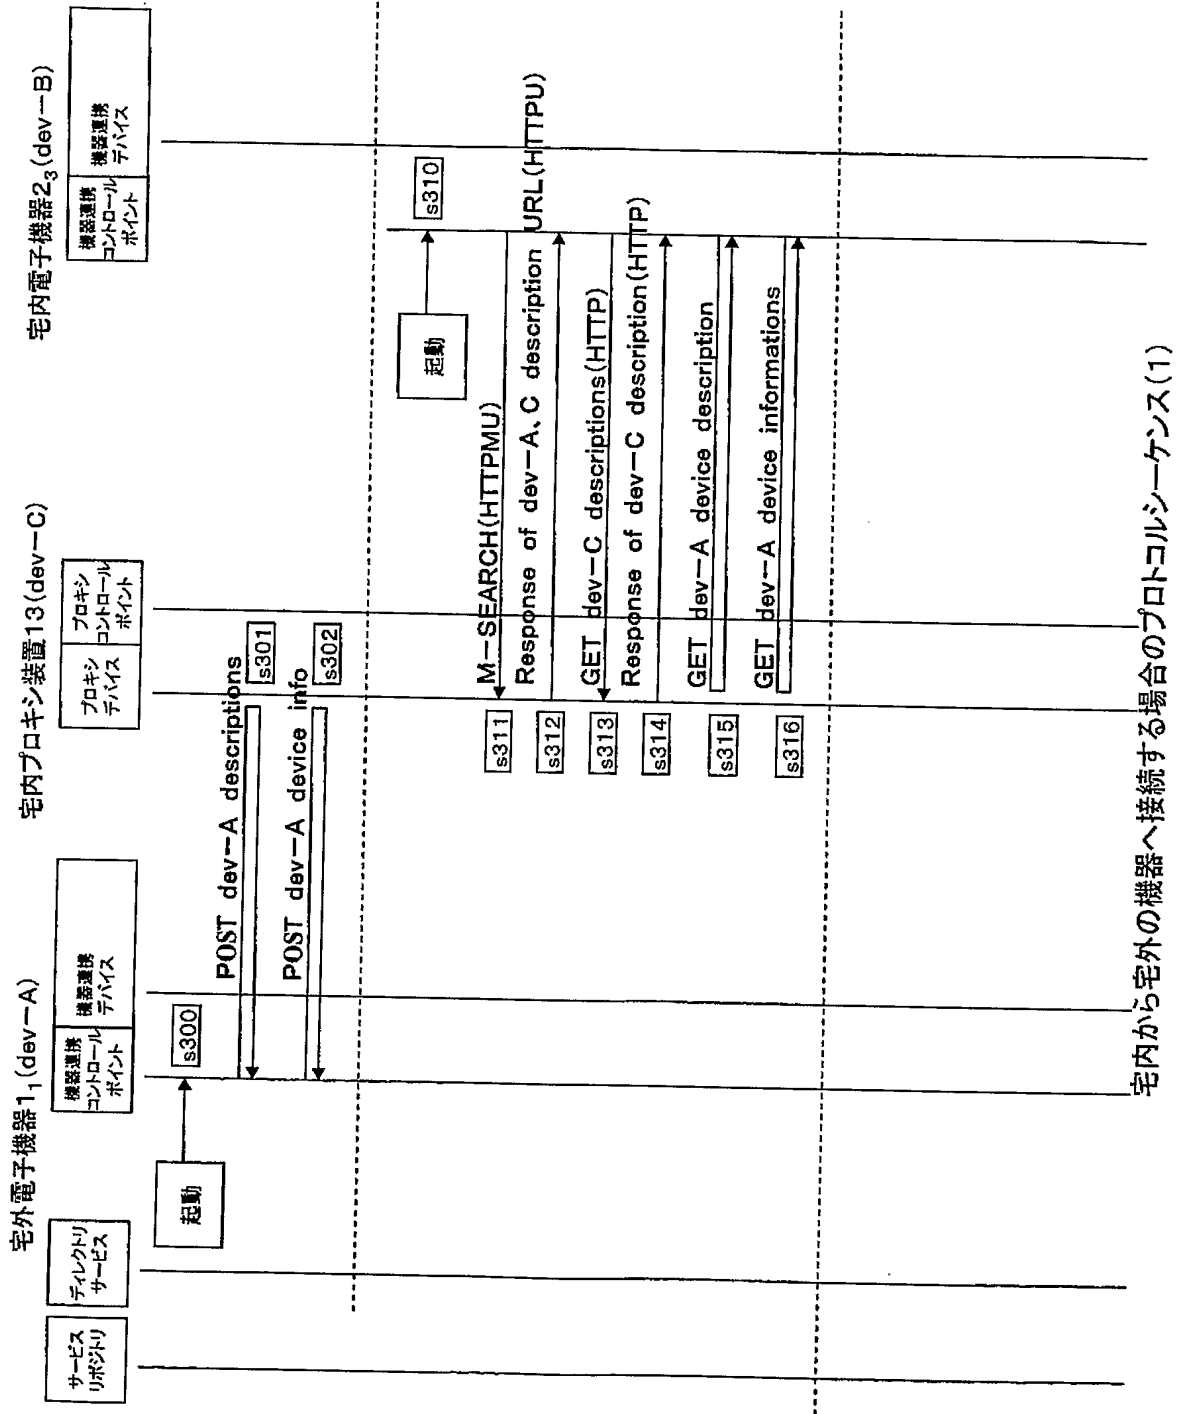 宅外電子機器1₁(dev−A)
宅内プロキシ装置13(dev−C)
宅内電子機器2₃(dev−B)
サービス
リポジトリ
ディレクトリ
サービス
機器連携
コントロール
ポイント
機器連携
デバイス
プロキシ
デバイス
プロキシ
コントロール
ポイント
機器連携
コントロール
ポイント
機器連携
デバイス
起動
s300
POST dev−A descriptions
s301
POST dev−A device info
s302
起動
s310
M−SEARCH(HTTPMU)
s311
Response of dev−A、C description URL(HTTPU)
s312
GET dev−C descriptions(HTTP)
s313
Response of dev−C description(HTTP)
s314
GET dev−A device description
s315
GET dev−A device informations
s316
宅内から宅外の機器へ接続する場合のプロトコルシーケンス(1)